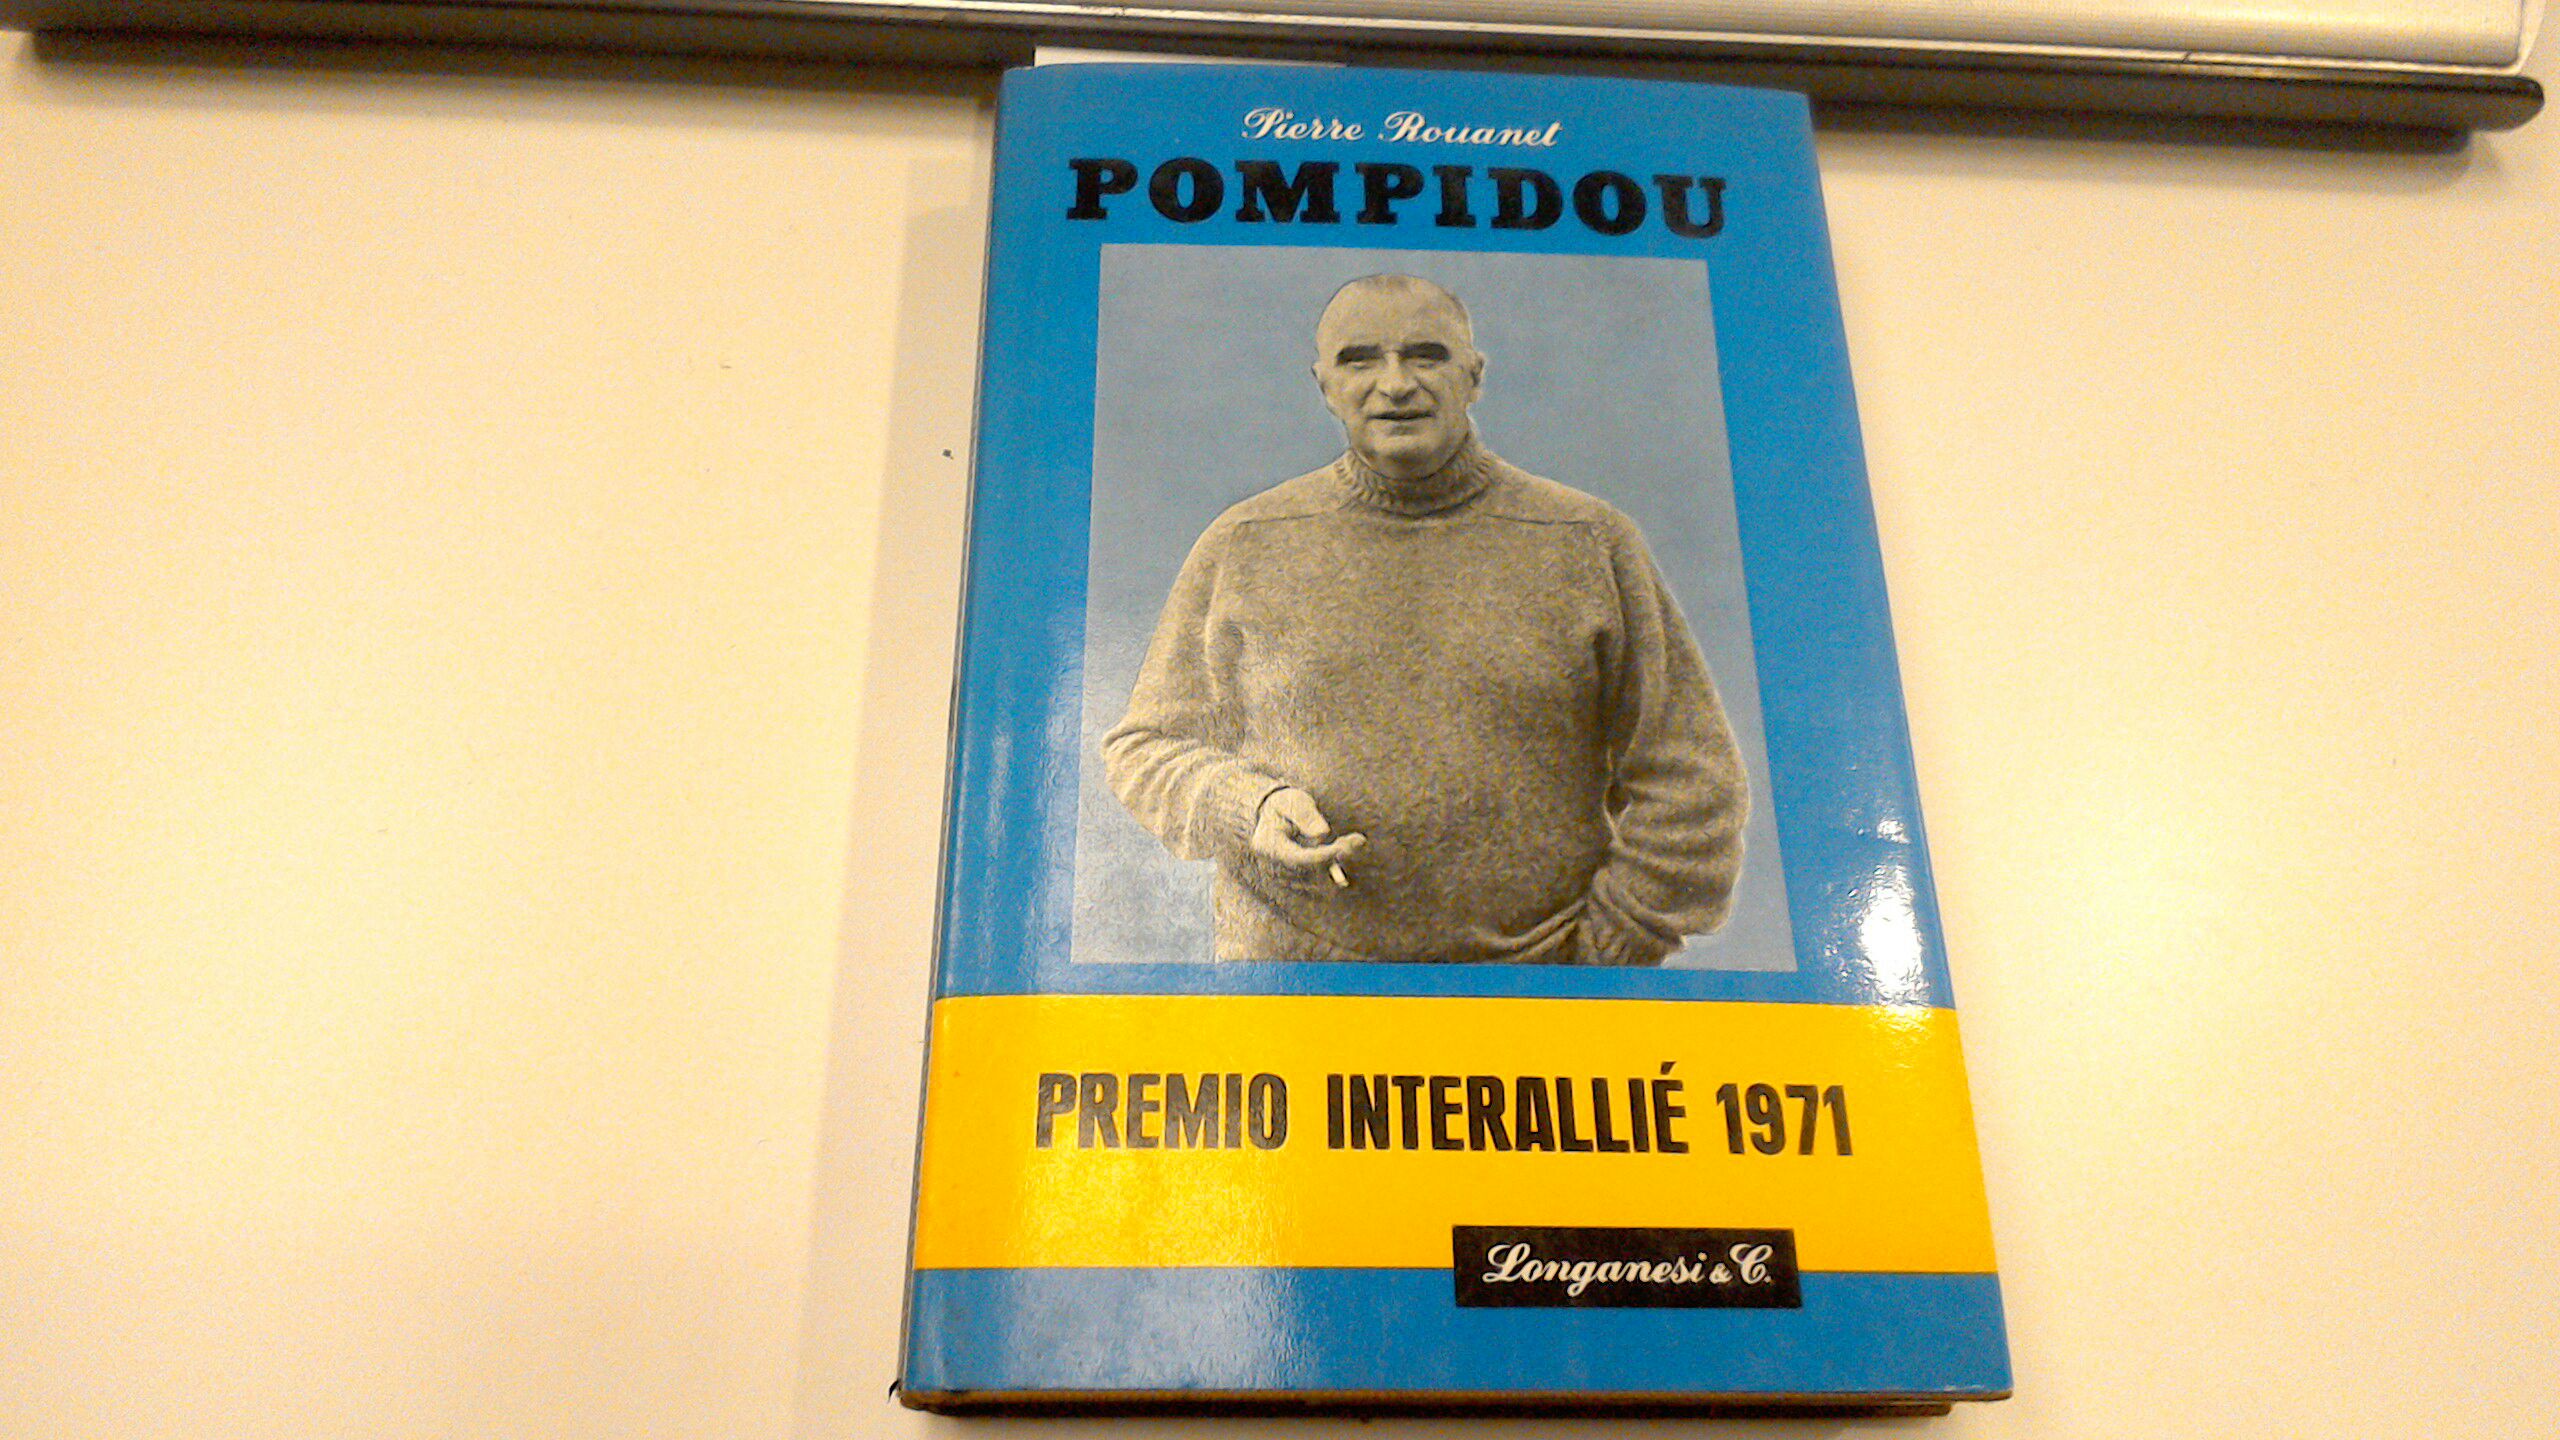 Pierre Rouanet
POMPIDOU
PREMIO INTERALLIÉ 1971
Longanesi & C.